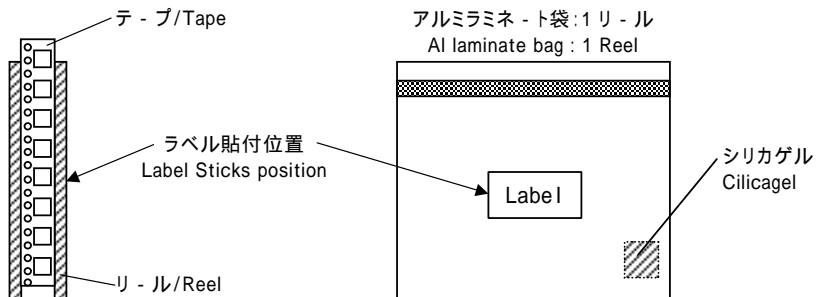 テ - プ/Tape
アルミラミネ - ト袋:1 リ - ル
Al laminate bag : 1 Reel
ラベル貼付位置
Label Sticks position
Label
シリカゲル
Cilicagel
リ - ル/Reel